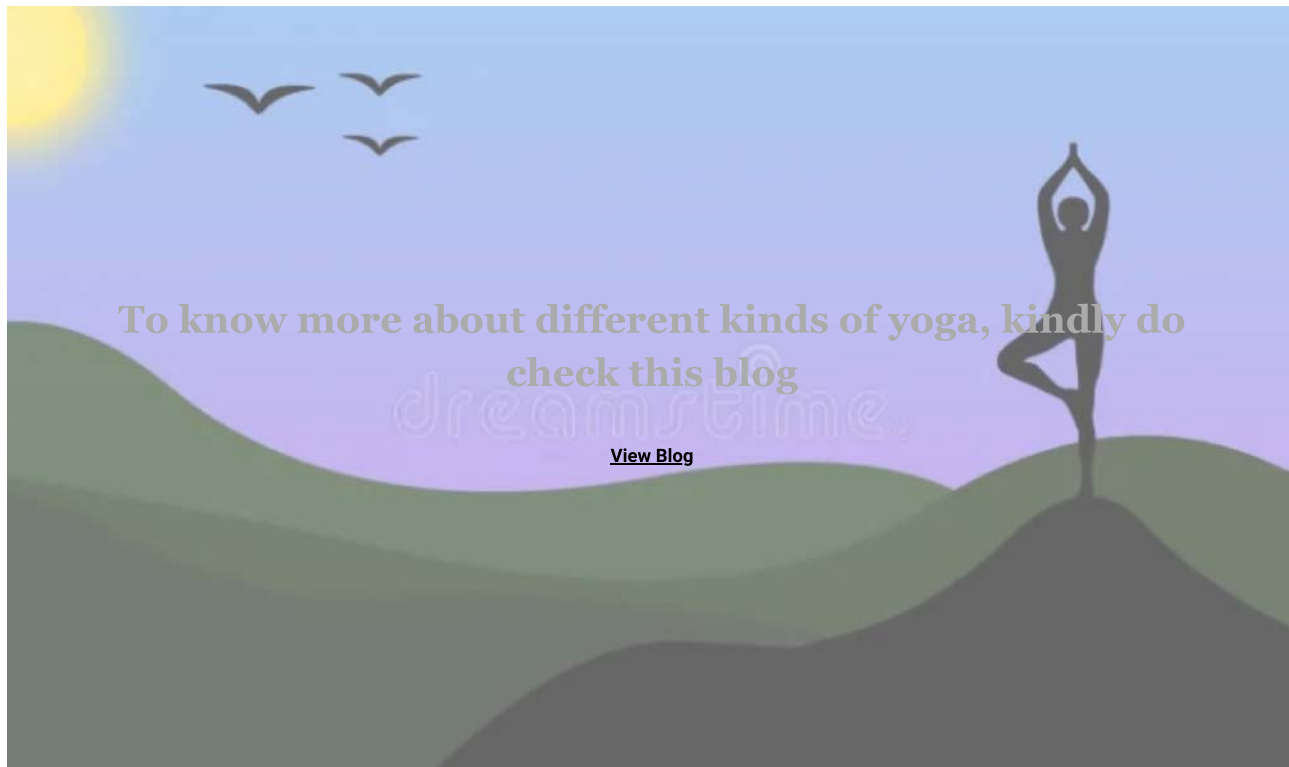 To know more about different kinds of yoga, kindly do
check this blog
dreamstime
View Blog